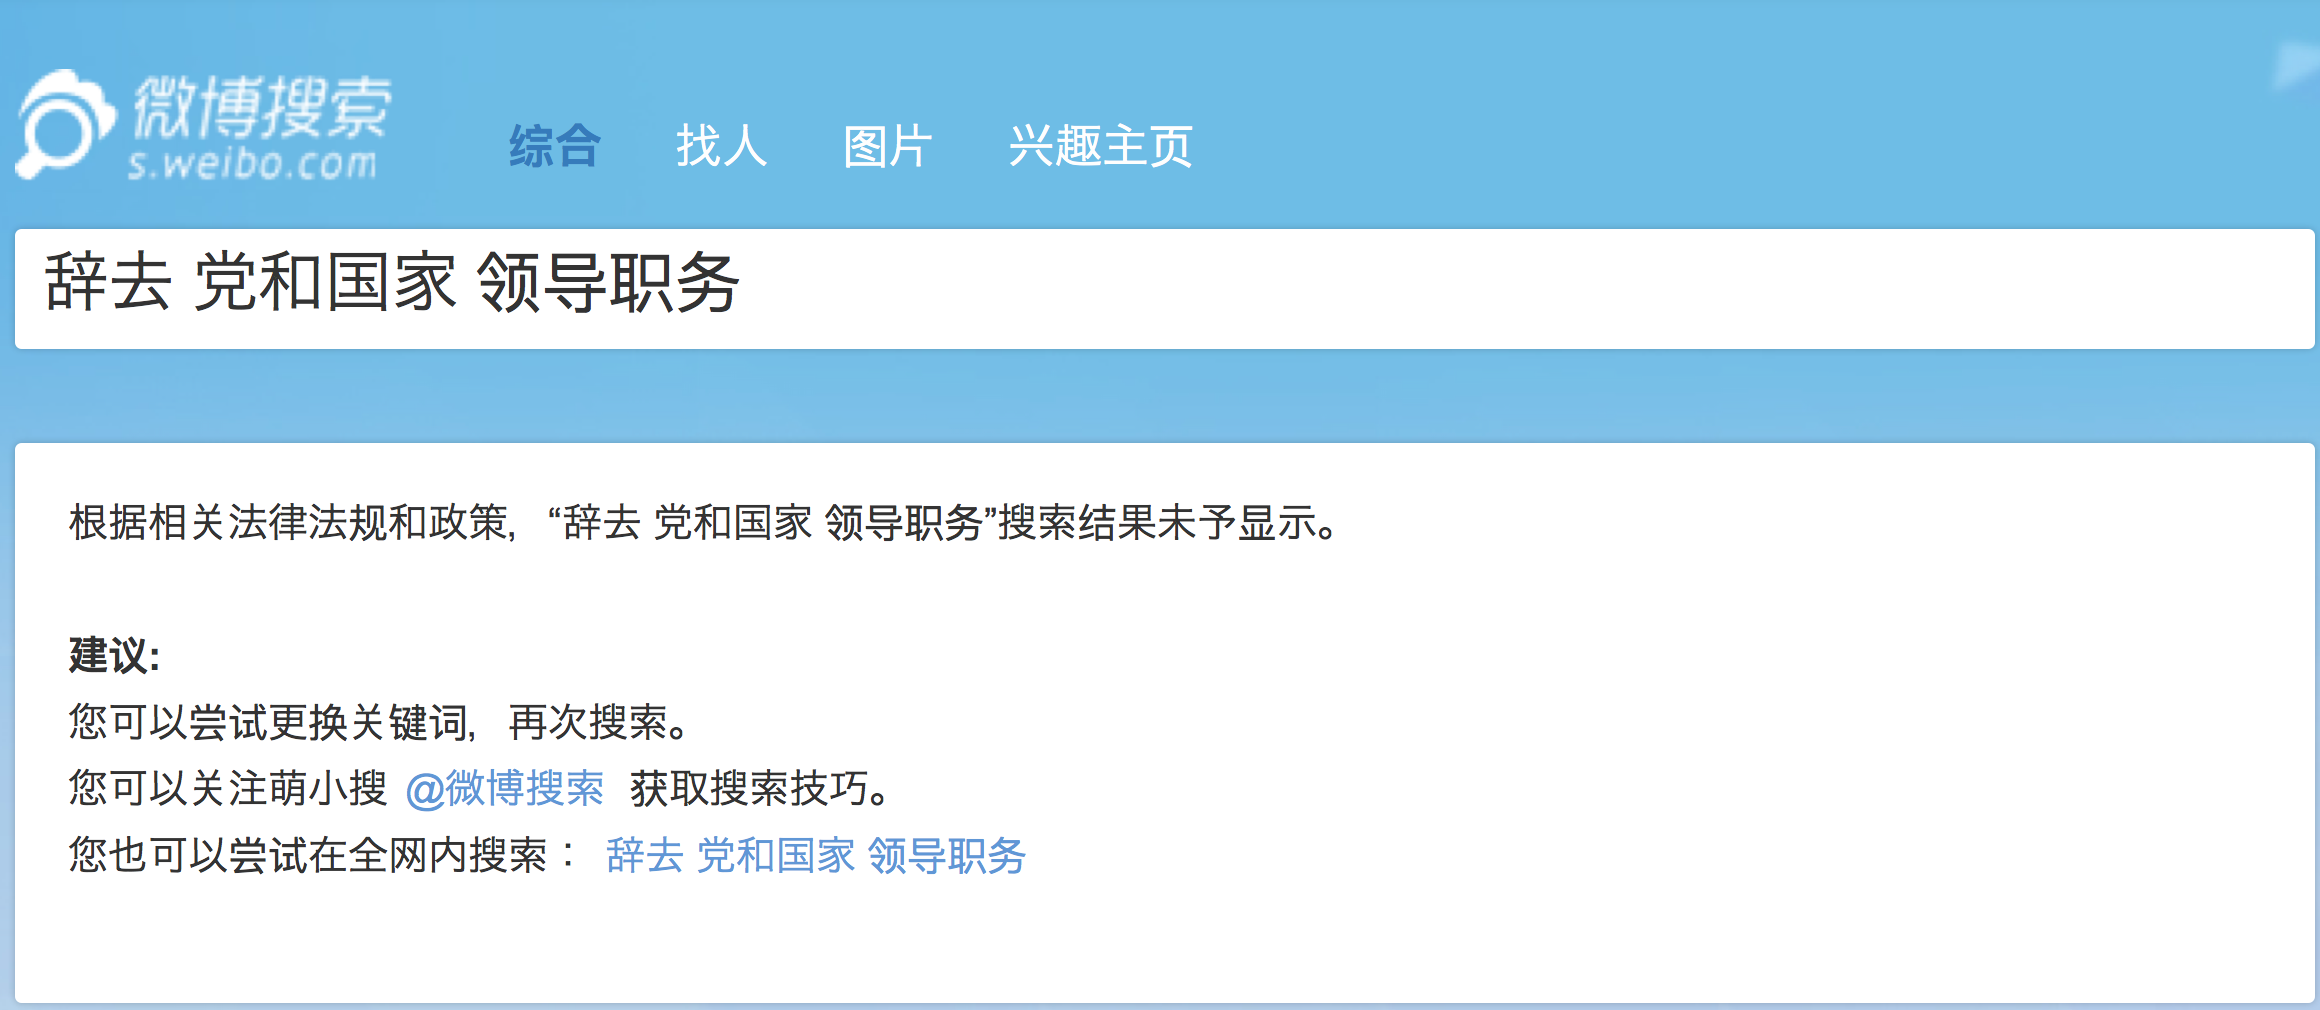 微博搜索
s.weibo.com
综合 找人 图片 兴趣主页
辞去 党和国家 领导职务
根据相关法律法规和政策，“辞去 党和国家 领导职务”搜索结果未予显示。
建议:
您可以尝试更换关键词，再次搜索。
您可以关注萌小搜 @微博搜索 获取搜索技巧。
您也可以尝试在全网内搜索： 辞去 党和国家 领导职务